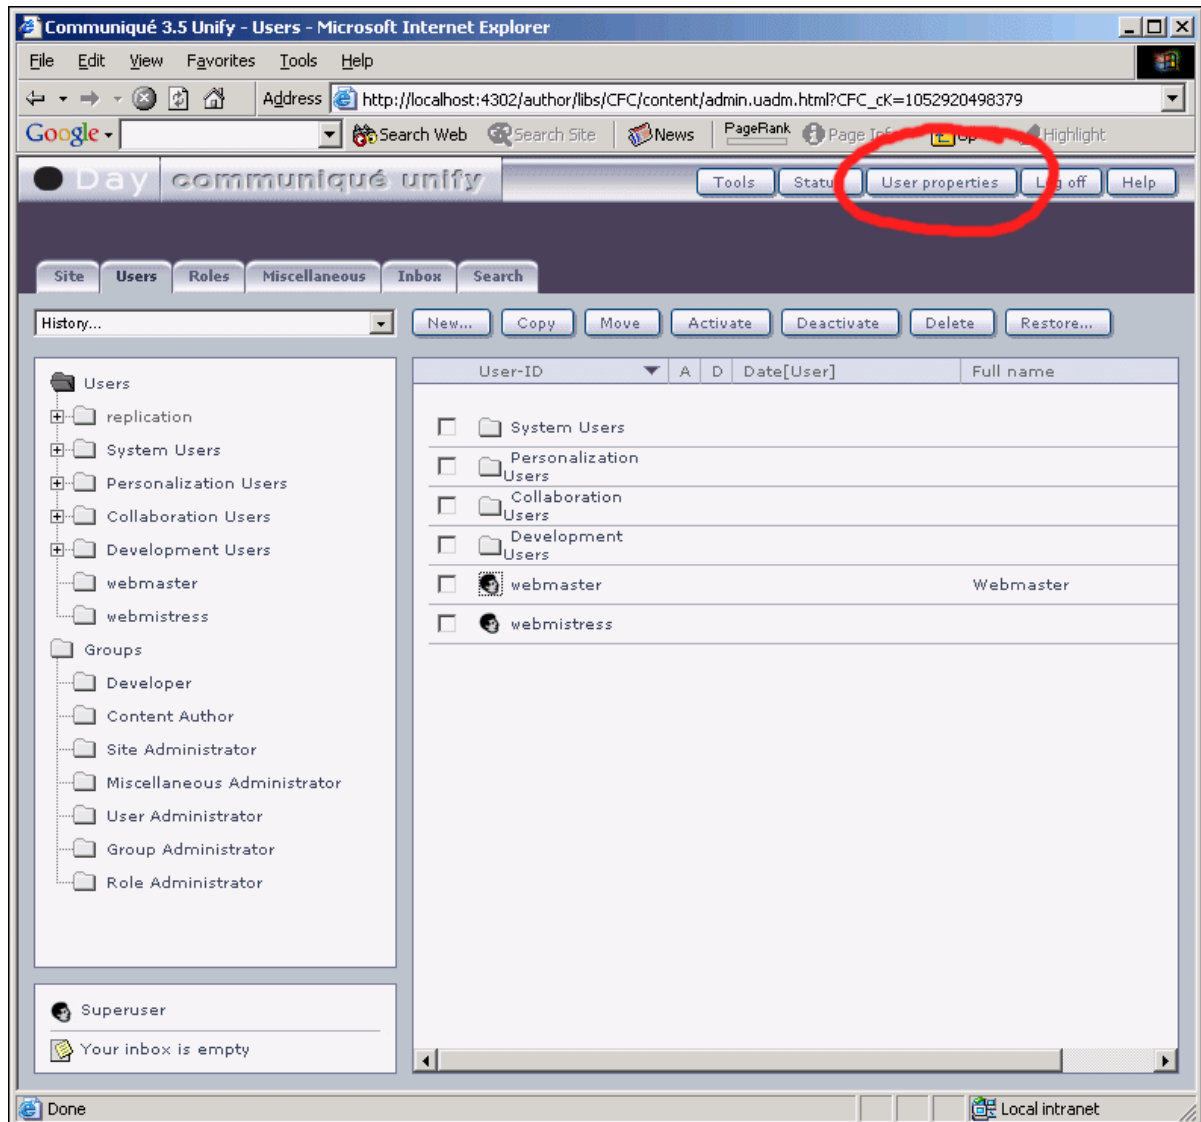 Communiqué 3.5 Unify - Users - Microsoft Internet Explorer
File Edit View Favorites Tools Help
Address http://localhost:4302/author/libs/CFC/content/admin.uadm.html?CFC_cK=1052920498379
Google Search Web Search Site News PageRank Page Highlight
Day communiqué unify Tools User properties Log off Help
Site Users Roles Miscellaneous Inbox Search
History... New... Copy Move Activate Deactivate Delete Restore...
User-ID A D Date[User] Full name
Users
replication
System Users
Personalization Users
Collaboration Users
Development Users
webmaster
webmistress
Groups
Developer
Content Author
Site Administrator
Miscellaneous Administrator
User Administrator
Group Administrator
Role Administrator
System Users
Personalization
Users
Collaboration
Users
Development
Users
webmaster Webmaster
webmistress
Superuser
Your inbox is empty
Done Local intranet